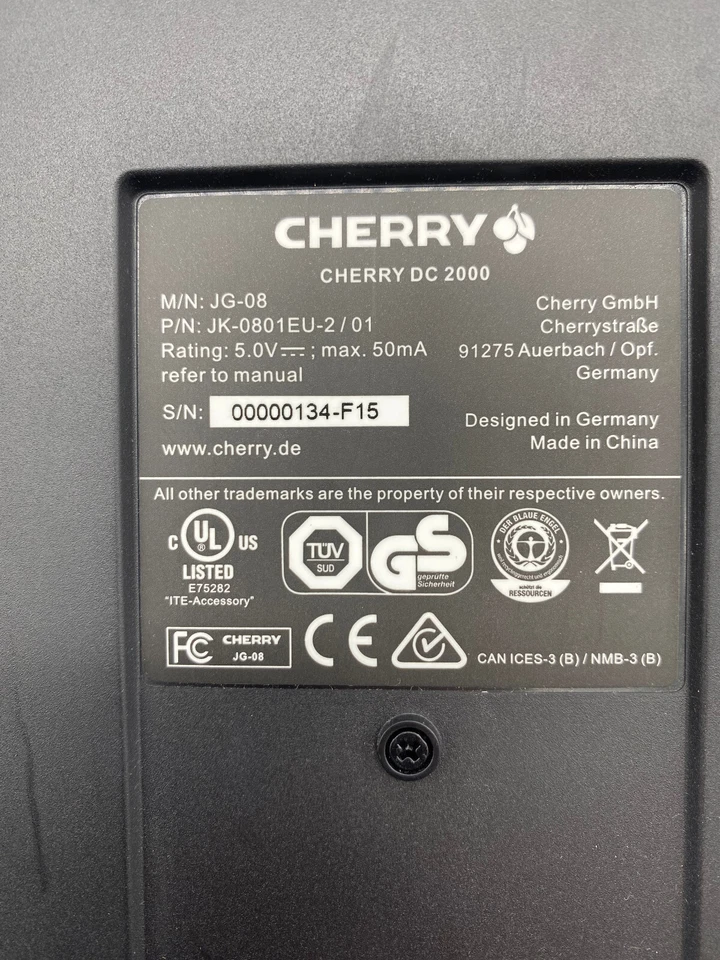 CHERRY
CHERRY DC 2000
M/N: JG-08
P/N: JK-0801EU-2 / 01
Rating: 5.0V⎓ ; max. 50mA
refer to manual
S/N: 00000134-F15
www.cherry.de
Cherry GmbH
Cherrystraße
91275 Auerbach / Opf.
Germany
Designed in Germany
Made in China
All other trademarks are the property of their respective owners.
C UL ® US
LISTED
E75282
"ITE-Accessory"
TÜV
SUD
GS
geprüfte
Sicherheit
DER BLAUE ENGEL
schützt die
RESSOURCEN
FC CHERRY
JG-08
CE
CAN ICES-3 (B) / NMB-3 (B)